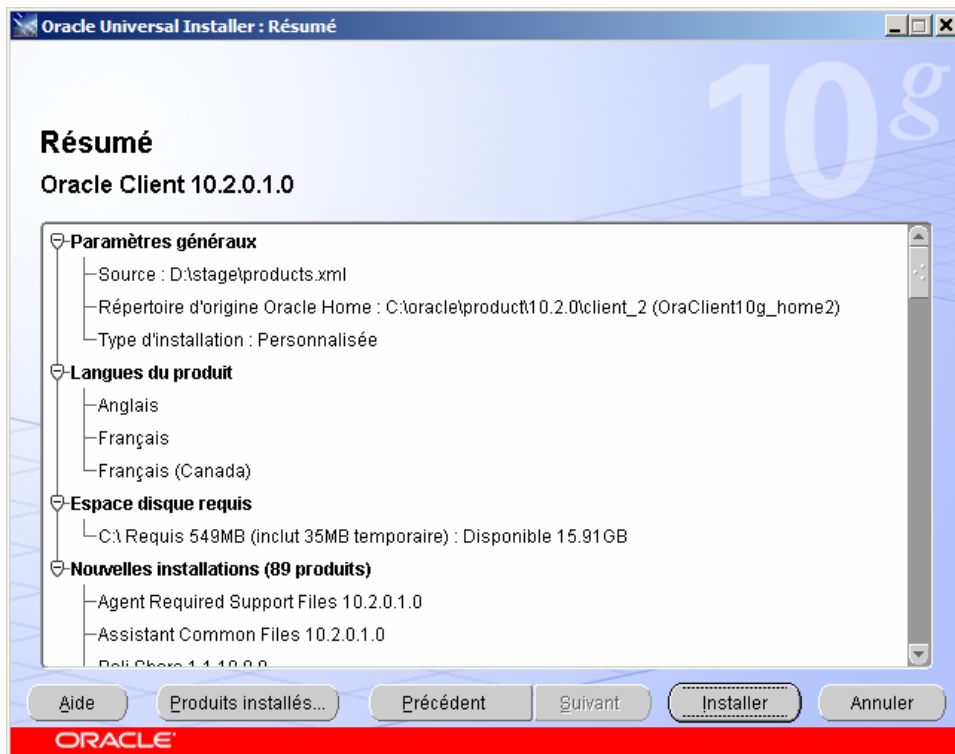 Oracle Universal Installer : Résumé
10g
Résumé
Oracle Client 10.2.0.1.0
Paramètres généraux
Source : D:\stage\products.xml
Répertoire d'origine Oracle Home : C:\oracle\product\10.2.0\client_2 (OraClient10g_home2)
Type d'installation : Personnalisée
Langues du produit
Anglais
Français
Français (Canada)
Espace disque requis
C:\ Requis 549MB (inclut 35MB temporaire) : Disponible 15.91GB
Nouvelles installations (89 produits)
Agent Required Support Files 10.2.0.1.0
Assistant Common Files 10.2.0.1.0
Aide
Produits installés...
Précédent
Suivant
Installer
Annuler
ORACLE